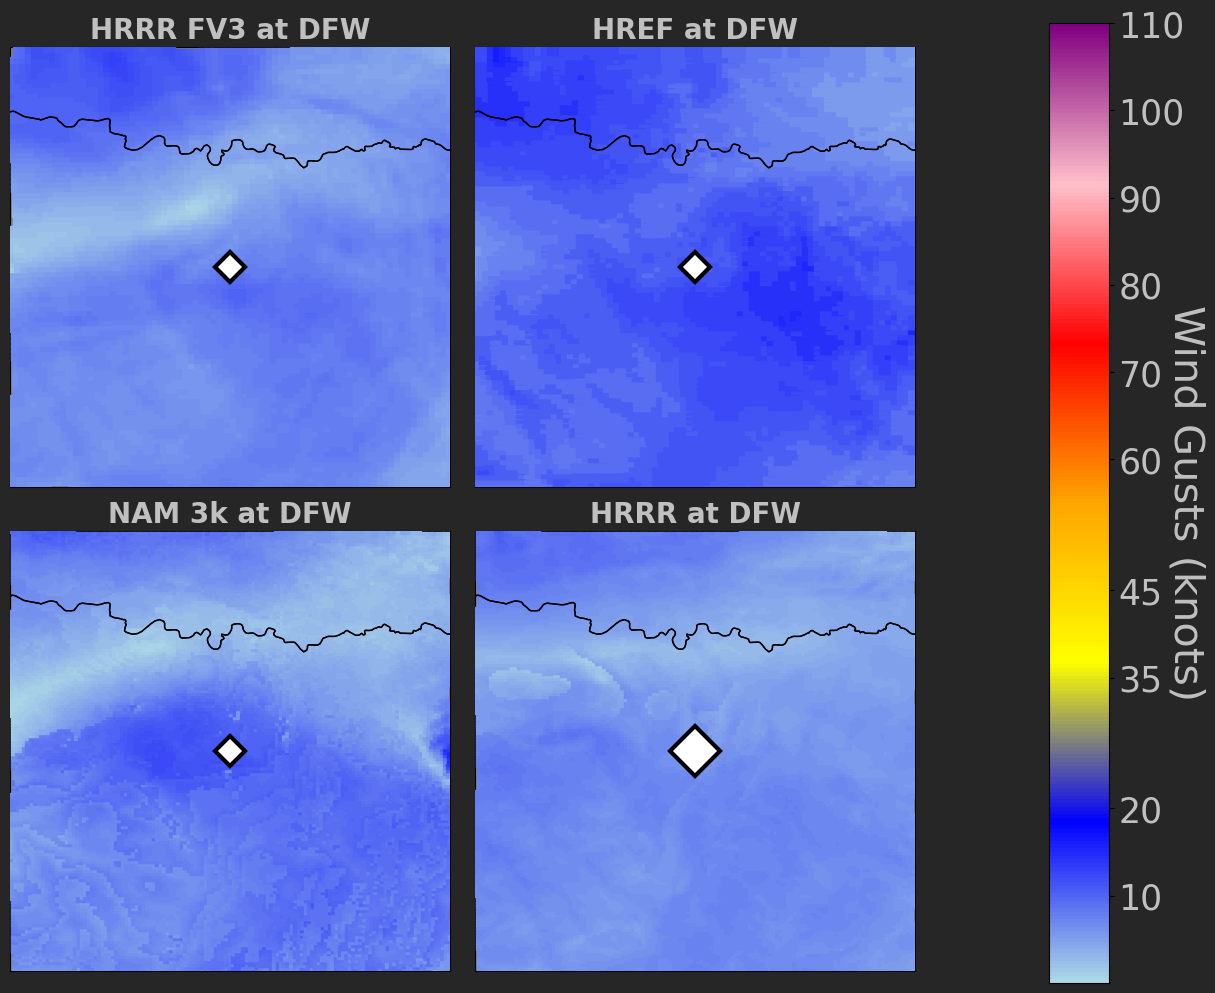 HRRR FV3 at DFW
HREF at DFW
NAM 3k at DFW
HRRR at DFW
110
100
90
80
70
60
45
35
20
10
Wind Gusts (knots)